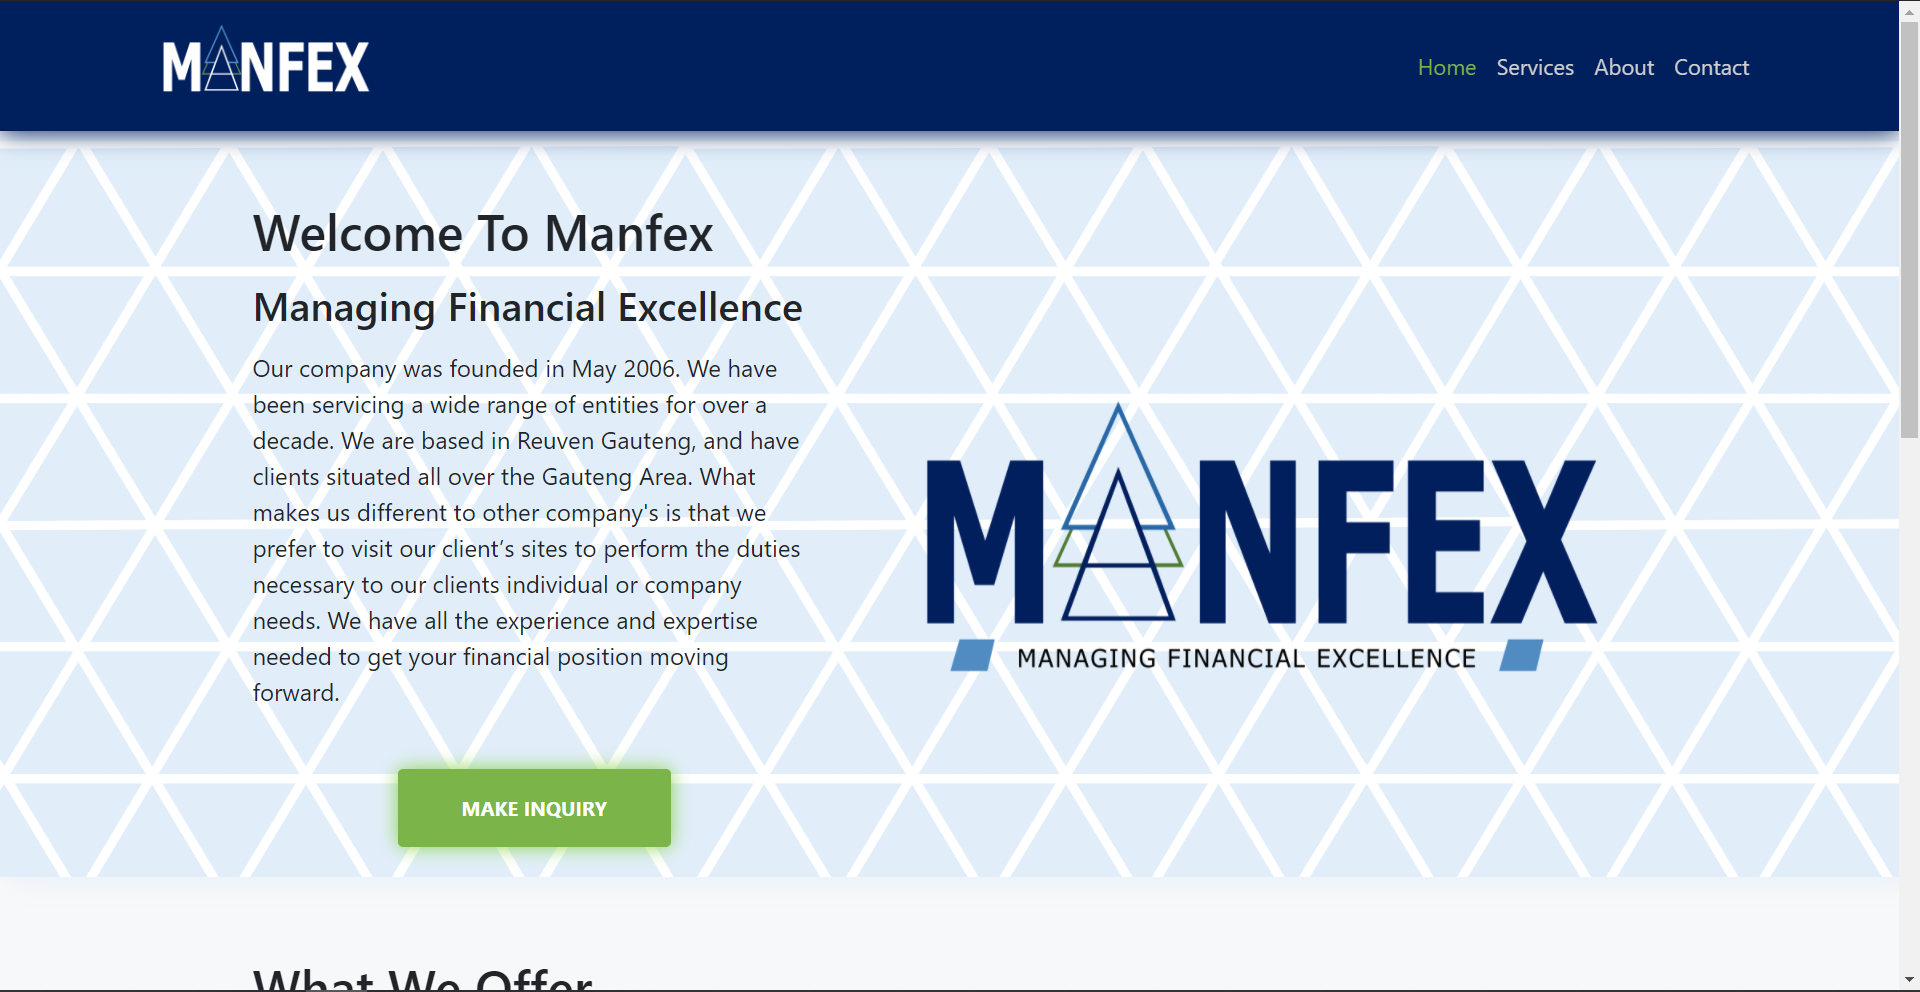 MANFEX
Home Services About Contact
Welcome To Manfex
Managing Financial Excellence
Our company was founded in May 2006. We have
been servicing a wide range of entities for over a
decade. We are based in Reuven Gauteng, and have
clients situated all over the Gauteng Area. What
makes us different to other company's is that we
prefer to visit our client’s sites to perform the duties
necessary to our clients individual or company
needs. We have all the experience and expertise
needed to get your financial position moving
forward.
MAKE INQUIRY
MANFEX
MANAGING FINANCIAL EXCELLENCE
What We Offer